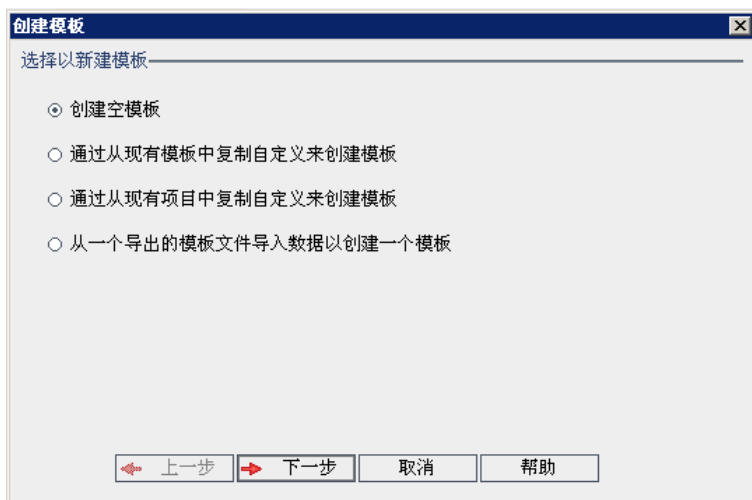 创建模板
选择以新建模板
创建空模板
通过从现有模板中复制自定义来创建模板
通过从现有项目中复制自定义来创建模板
从一个导出的模板文件导入数据以创建一个模板
上一步 下一步 取消 帮助